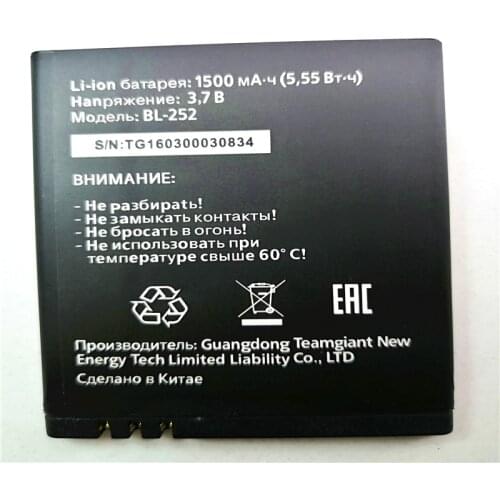 Li-ion батарея: 1500 мА·ч (5,55 Вт·ч)
Напряжение: 3,7 В
Модель: BL-252
S/N:TG160300030834
ВНИМАНИЕ:
- Не разбирать!
- Не замыкать контакты!
- Не бросать в огонь!
- Не использовать при
температуре свыше 60° С!
EAC
Производитель: Guangdong Teamgiant New
Energy Tech Limited Liability Co., LTD
Сделано в Китае